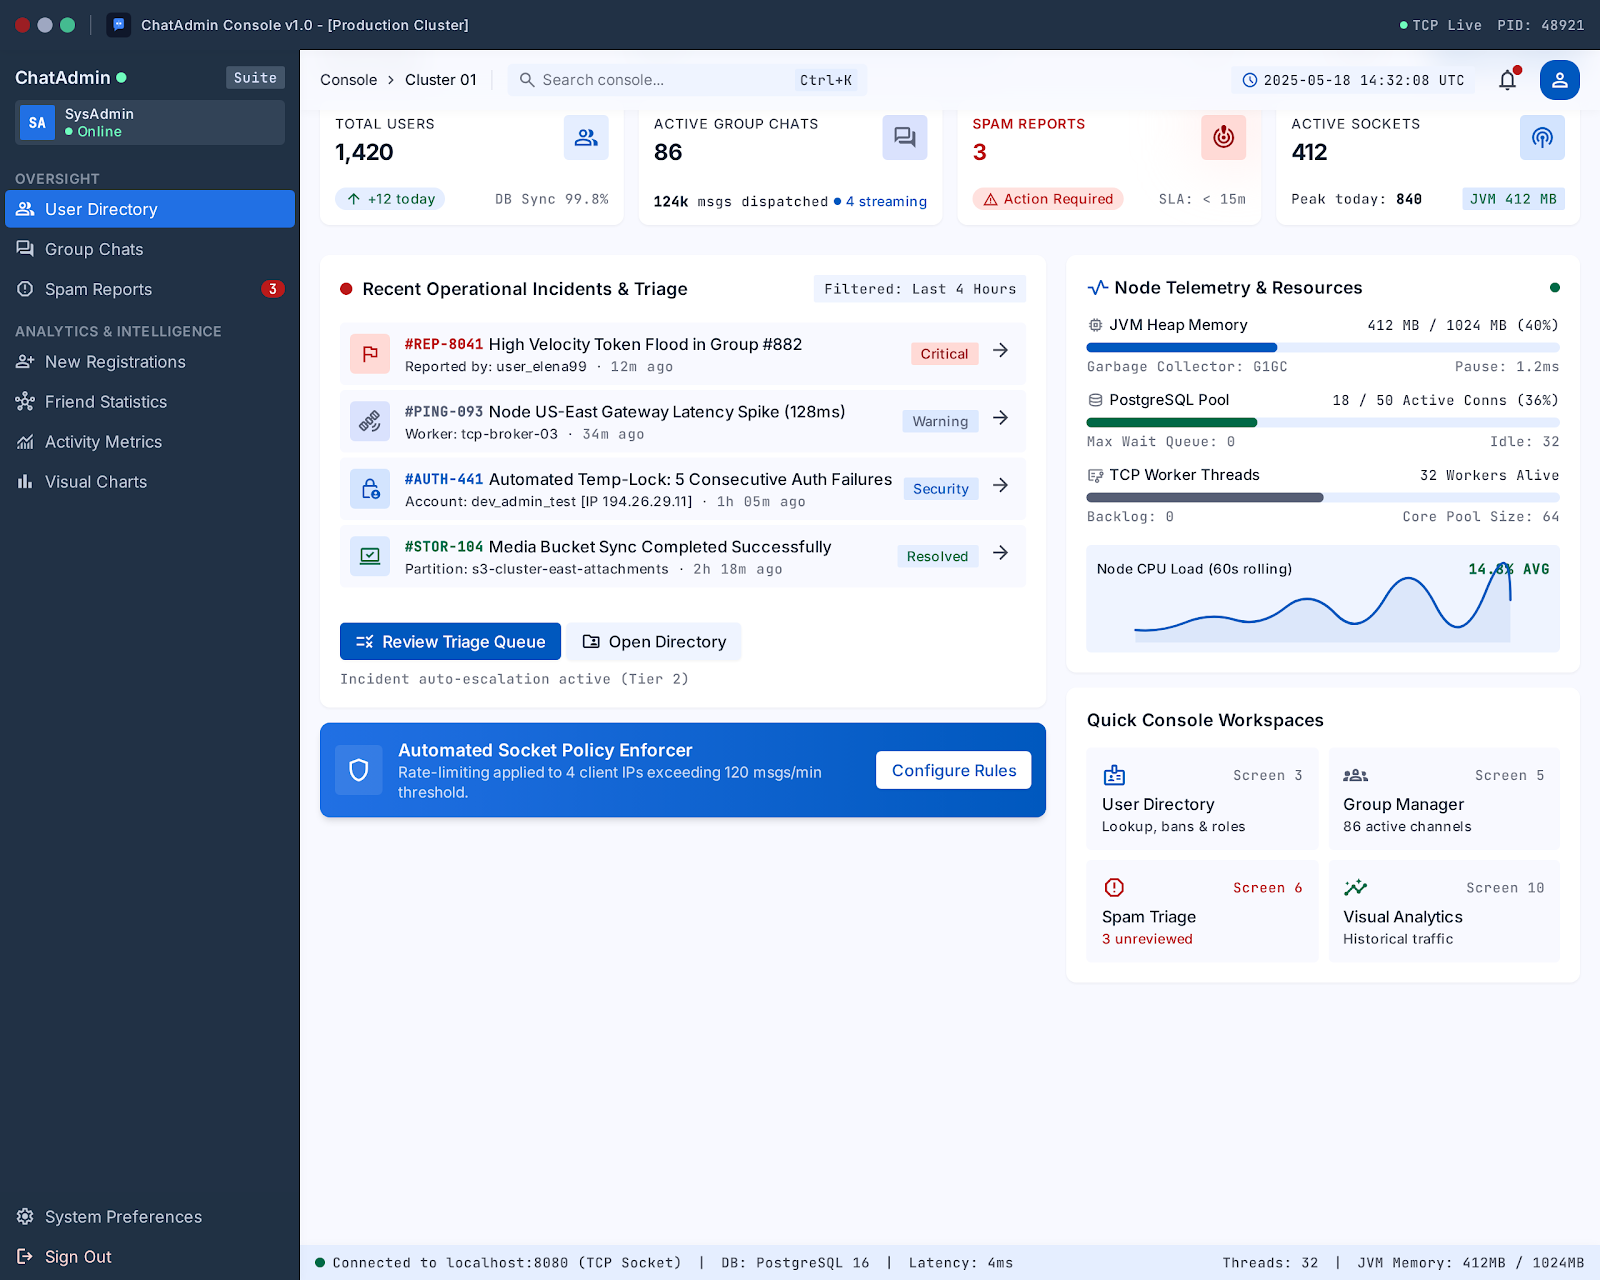 ChatAdmin Console v1.0 - [Production Cluster]
TCP Live PID: 48921
ChatAdmin
Suite
SA
SysAdmin
Online
OVERSIGHT
User Directory
Group Chats
Spam Reports
3
ANALYTICS & INTELLIGENCE
New Registrations
Friend Statistics
Activity Metrics
Visual Charts
System Preferences
Sign Out
Console > Cluster 01
Search console...
Ctrl+K
2025-05-18 14:32:08 UTC
TOTAL USERS
1,420
+12 today
DB Sync 99.8%
ACTIVE GROUP CHATS
86
124k msgs dispatched
4 streaming
SPAM REPORTS
3
Action Required
SLA: < 15m
ACTIVE SOCKETS
412
Peak today: 840
JVM 412 MB
Recent Operational Incidents & Triage
Filtered: Last 4 Hours
#REP-8041 High Velocity Token Flood in Group #882
Reported by: user_elena99 · 12m ago
Critical
#PING-093 Node US-East Gateway Latency Spike (128ms)
Worker: tcp-broker-03 · 34m ago
Warning
#AUTH-441 Automated Temp-Lock: 5 Consecutive Auth Failures
Account: dev_admin_test [IP 194.26.29.11] · 1h 05m ago
Security
#STOR-104 Media Bucket Sync Completed Successfully
Partition: s3-cluster-east-attachments · 2h 18m ago
Resolved
Review Triage Queue
Open Directory
Incident auto-escalation active (Tier 2)
Automated Socket Policy Enforcer
Rate-limiting applied to 4 client IPs exceeding 120 msgs/min
threshold.
Configure Rules
Node Telemetry & Resources
JVM Heap Memory
412 MB / 1024 MB (40%)
Garbage Collector: G1GC
Pause: 1.2ms
PostgreSQL Pool
18 / 50 Active Conns (36%)
Max Wait Queue: 0
Idle: 32
TCP Worker Threads
32 Workers Alive
Backlog: 0
Core Pool Size: 64
Node CPU Load (60s rolling)
AVG
Quick Console Workspaces
Screen 3
User Directory
Lookup, bans & roles
Screen 5
Group Manager
86 active channels
Screen 6
Spam Triage
3 unreviewed
Screen 10
Visual Analytics
Historical traffic
Connected to localhost:8080 (TCP Socket) | DB: PostgreSQL 16 | Latency: 4ms
Threads: 32 | JVM Memory: 412MB / 1024MB